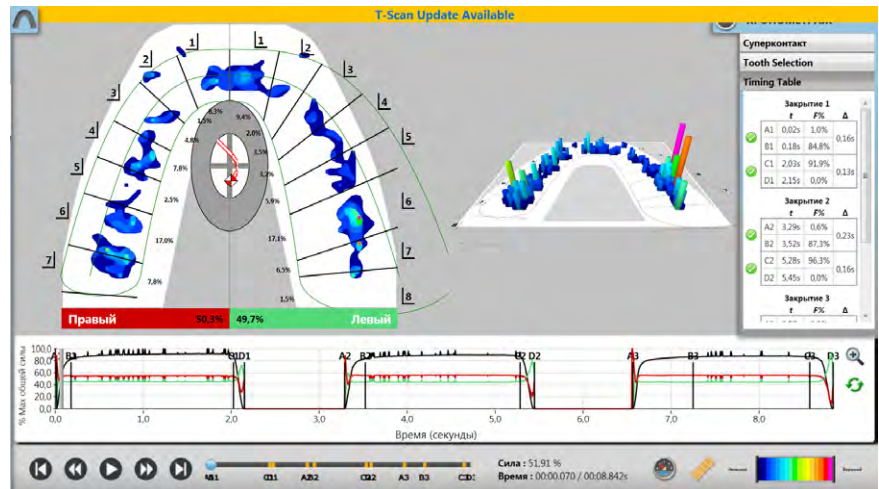 T-Scan Update Available
Суперконтакт
Tooth Selection
Timing Table
Закрытие 1
t F% Δ
A1 0,02s 1.0%
0,16s
B1 0,18s 84,8%
C1 2,03s 91,9%
0,13s
D1 2,15s 0,0%
Закрытие 2
t F% Δ
A2 3,29s 0,6%
0,23s
B2 3,52s 87,3%
C2 5,28s 96,3%
0,16s
D2 5,45s 0,0%
Закрытие 3
t F% Δ
1 1
2 2
3 3
4 4
5 5
6 6
7 7
8
6,3% 9,4%
1,5% 2,0%
4,8% 3,5%
7,8% 3,2%
2,5% 5,9%
17,0% 17,1%
7,8% 6,5%
1,5%
Правый 50,3% 49,7% Левый
% Max общой силы
100,0
80,0
60,0
40,0
20,0
0,0
B1 D1 A2 D2 A3 B3 D3
0,0 1,0 2,0 3,0 4,0 5,0 6,0 7,0 8,0
Время (секунды)
A3 B3
Сила : 51,91 %
Время : 00:00.070 / 00:08.842s